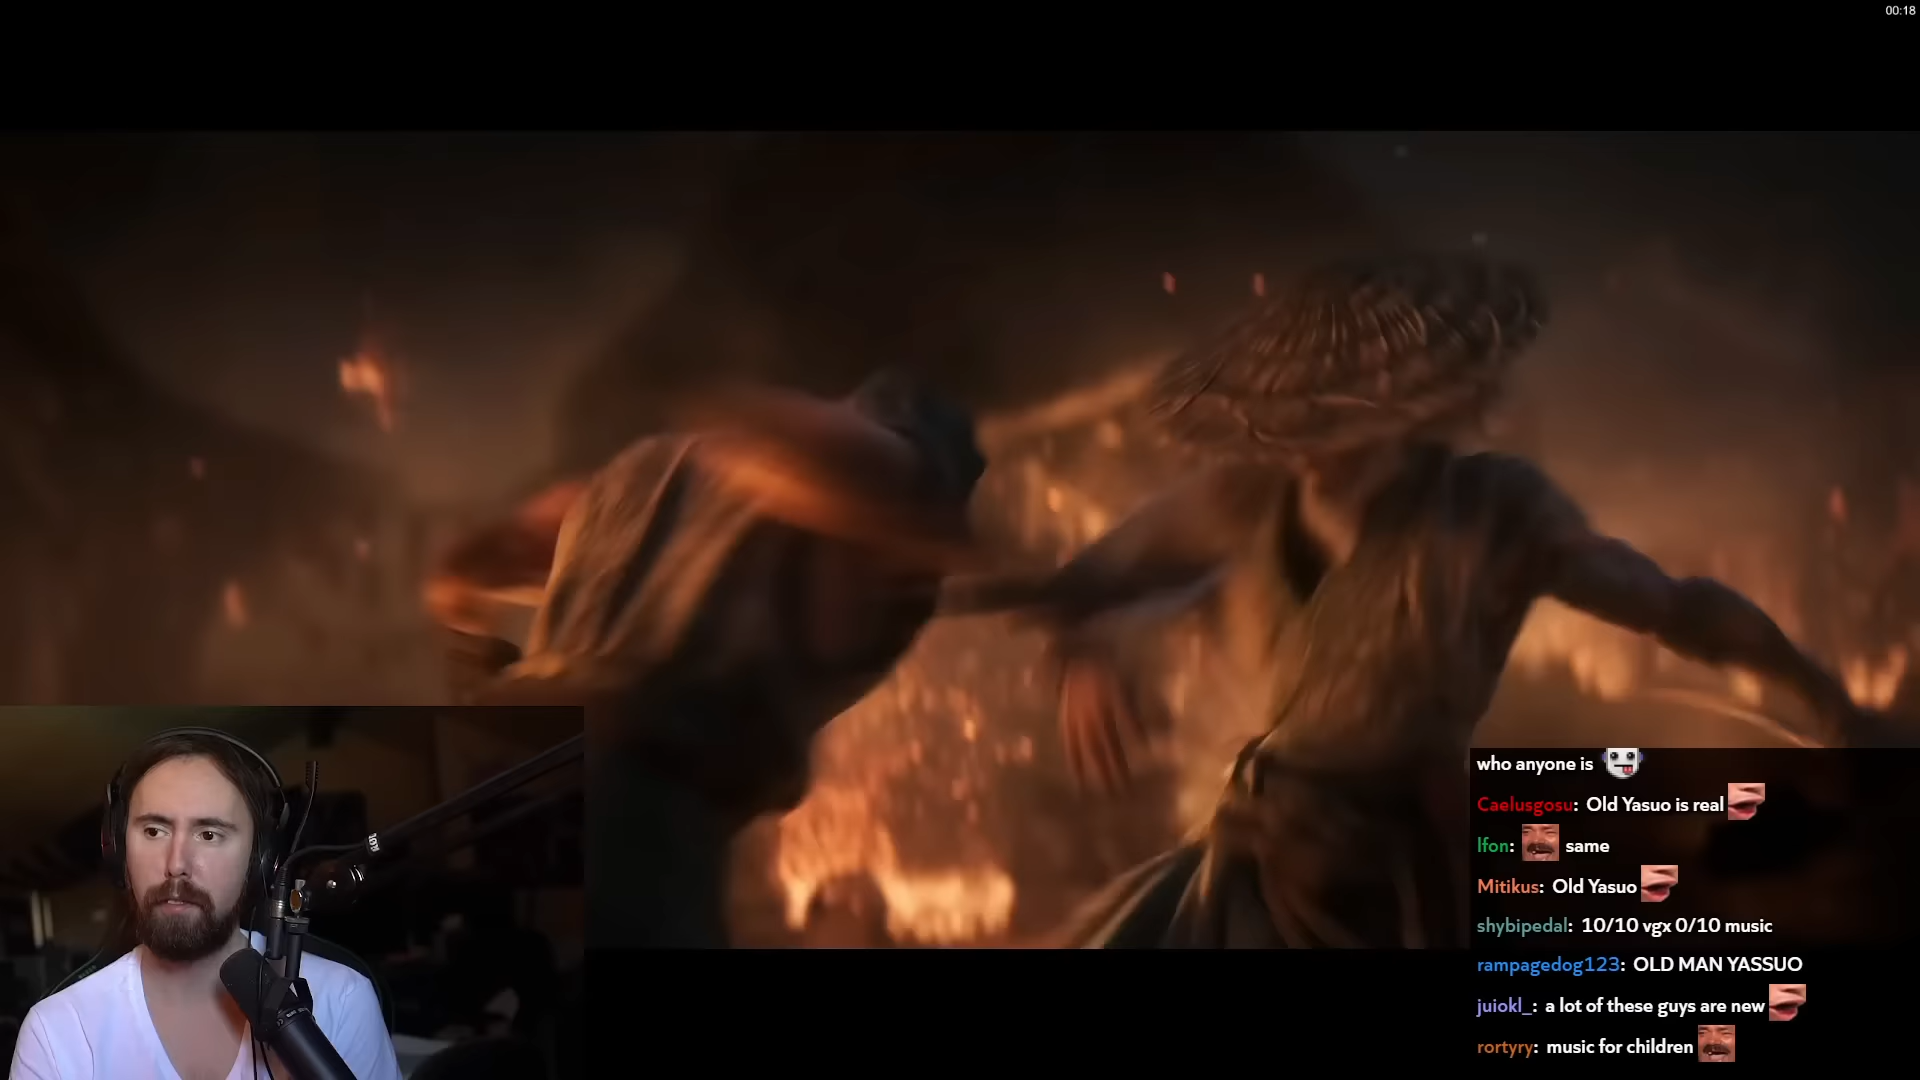 00:18
who anyone is
Caelusgosu: Old Yasuo is real
lfon: same
Mitikus: Old Yasuo
shybipedal: 10/10 vgx 0/10 music
rampagedog123: OLD MAN YASSUO
juiokl_: a lot of these guys are new
rortyry: music for children